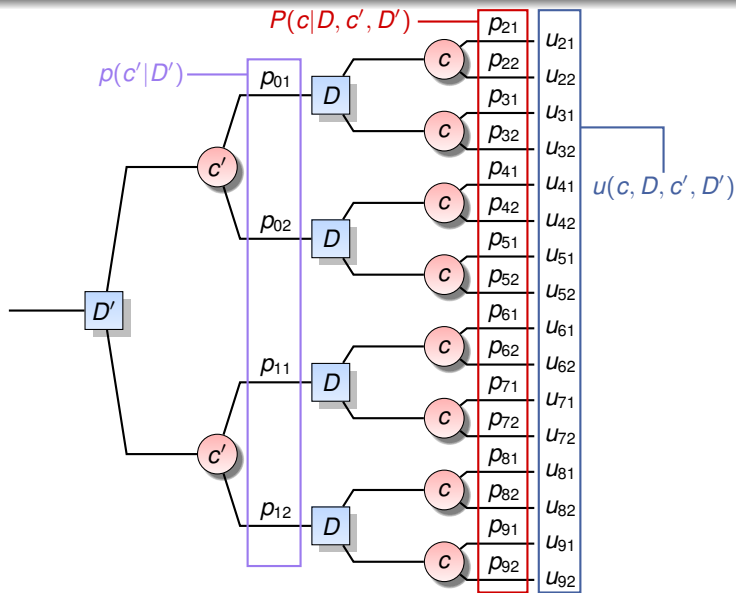 P(c|D, c′, D′)
p(c′|D′)
u(c, D, c′, D′)
D′
c′
c′
p₀₁
p₀₂
p₁₁
p₁₂
D
D
D
D
c
c
c
c
c
c
c
c
p₂₁
p₂₂
p₃₁
p₃₂
p₄₁
p₄₂
p₅₁
p₅₂
p₆₁
p₆₂
p₇₁
p₇₂
p₈₁
p₈₂
p₉₁
p₉₂
u₂₁
u₂₂
u₃₁
u₃₂
u₄₁
u₄₂
u₅₁
u₅₂
u₆₁
u₆₂
u₇₁
u₇₂
u₈₁
u₈₂
u₉₁
u₉₂